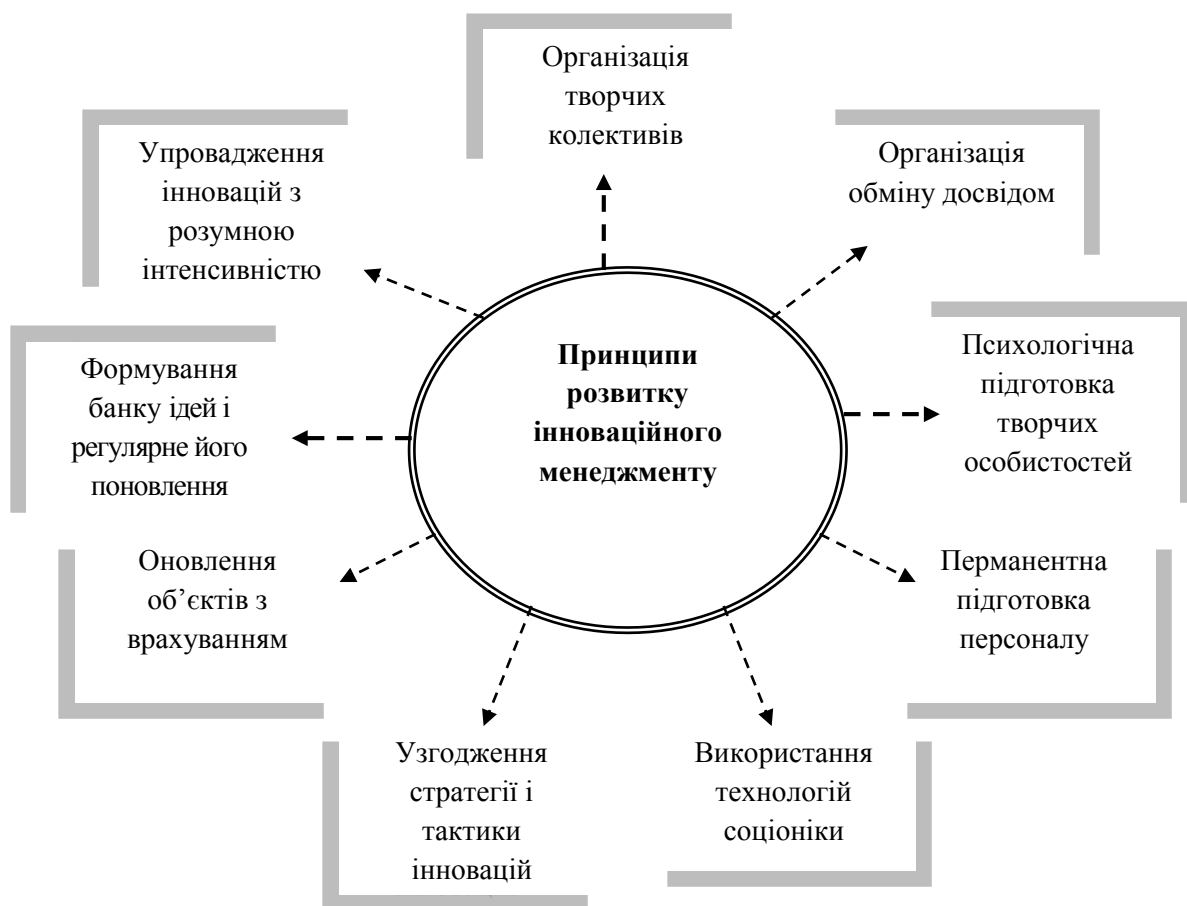 Організація
творчих
колективів
Упровадження
інновацій з
розумною
інтенсивністю
Організація
обміну досвідом
Принципи
розвитку
інноваційного
менеджменту
Формування
банку ідей і
регулярне його
поновлення
Психологічна
підготовка
творчих
особистостей
Оновлення
об’єктів з
врахуванням
Перманентна
підготовка
персоналу
Узгодження
стратегії і
тактики
інновацій
Використання
технологій
соціоніки